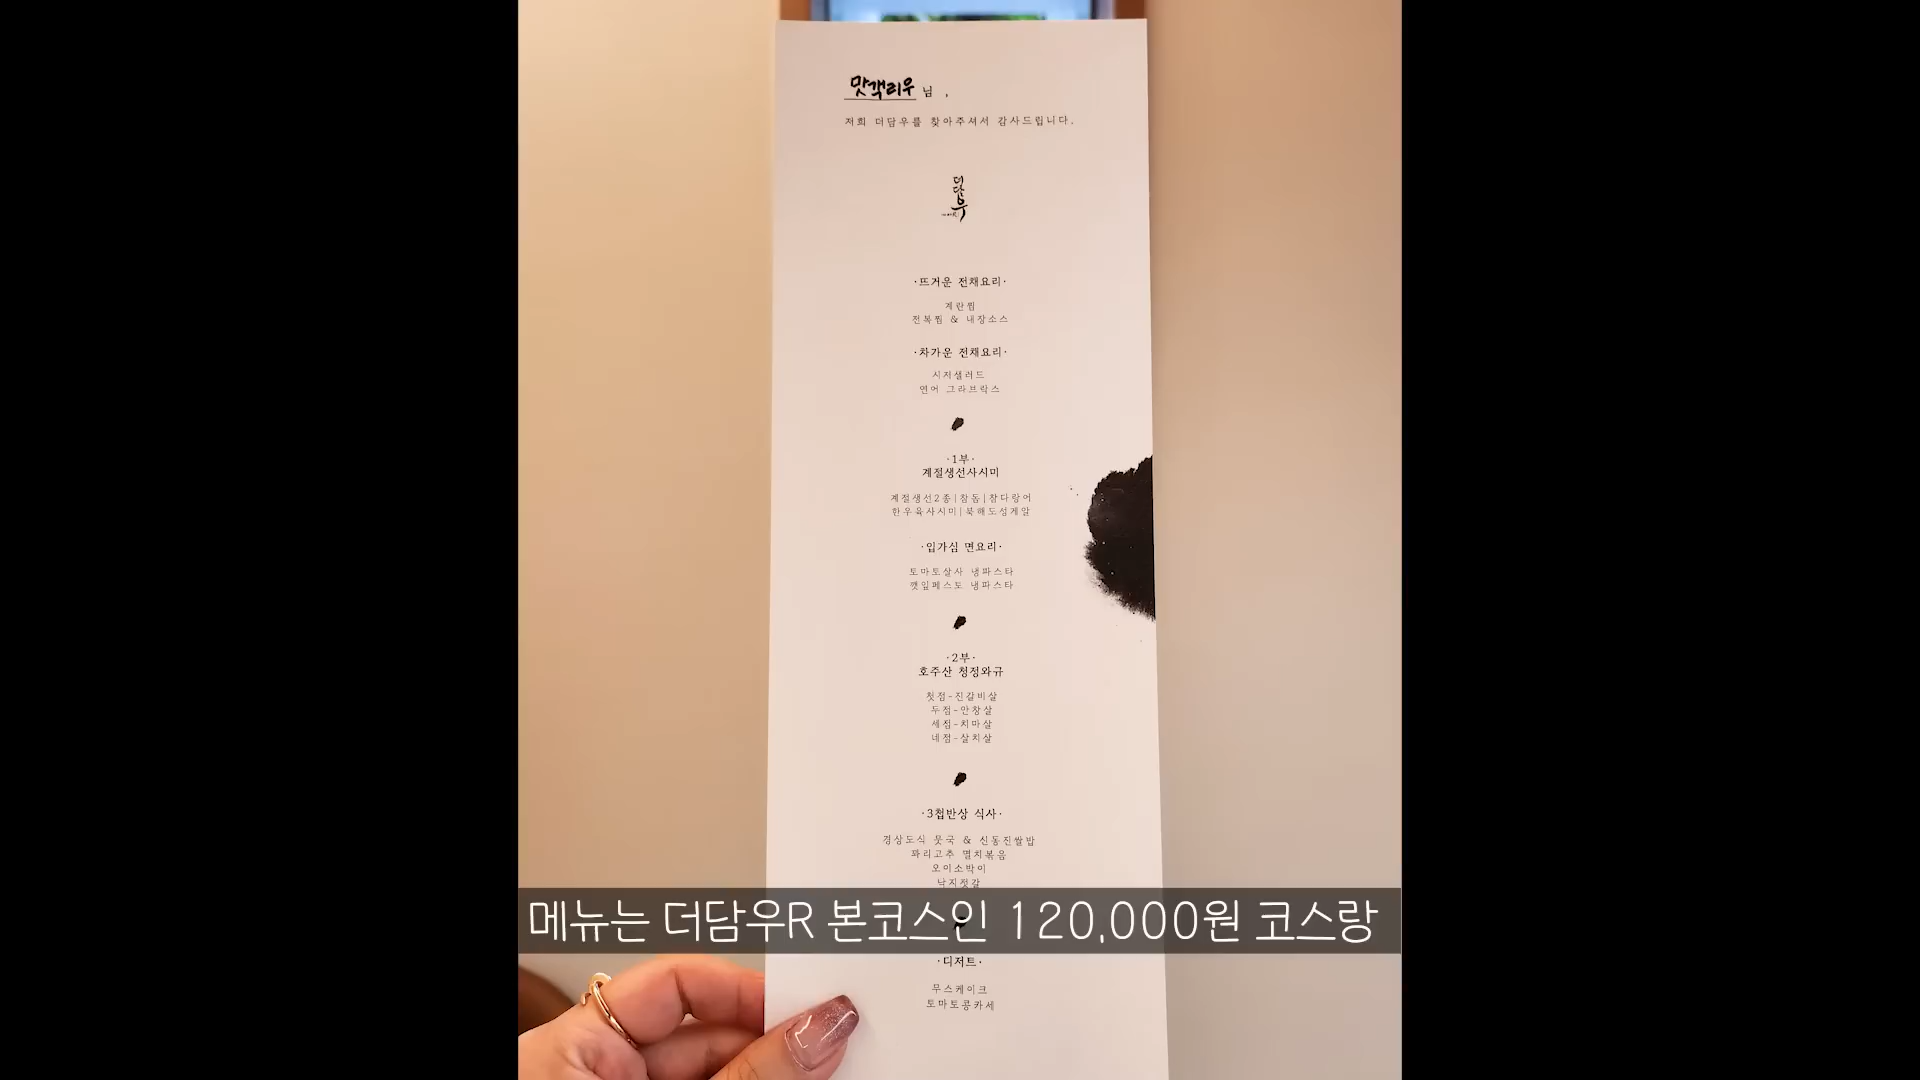 맛객리우 님 ,
저희 더담우를 찾아주셔서 감사드립니다.
더
담
우
·뜨거운 전채요리·
계란찜
전복찜 & 내장소스
·차가운 전채요리·
시저샐러드
연어 그라브락스
·1부·
계절생선사시미
계절생선2종|참돔|참다랑어
한우육사시미|북해도성게알
·입가심 면요리·
토마토살사 냉파스타
깻잎페스토 냉파스타
·2부·
호주산 청정와규
첫점-진갈비살
두점-안창살
세점-치마살
네점-살치살
·3첩반상 식사·
경상도식 뭇국 & 신동진쌀밥
꽈리고추 멸치볶음
오이소박이
낙지젓갈
메뉴는 더담우R 본코스인 120,000원 코스랑
·디저트·
무스케이크
토마토콩카세